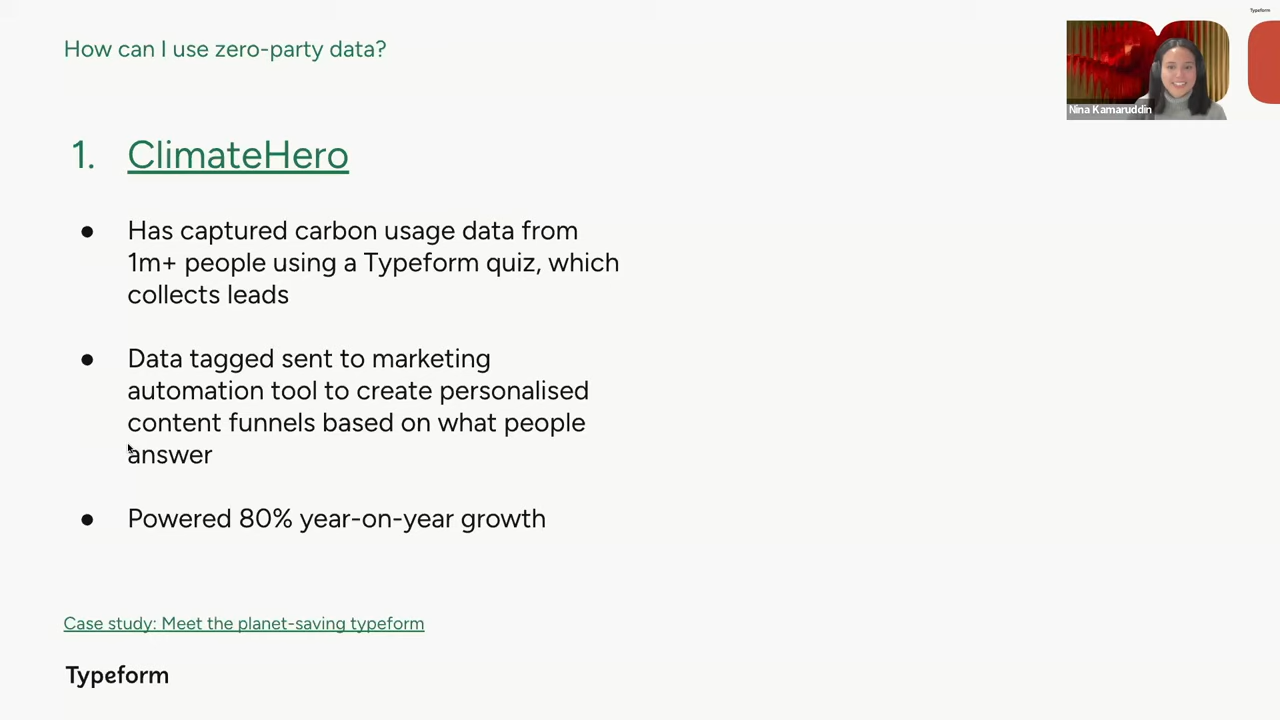 Typeform
How can I use zero-party data?
Nina Kamaruddin
1. ClimateHero
● Has captured carbon usage data from
1m+ people using a Typeform quiz, which
collects leads
● Data tagged sent to marketing
automation tool to create personalised
content funnels based on what people
answer
● Powered 80% year-on-year growth
Case study: Meet the planet-saving typeform
Typeform